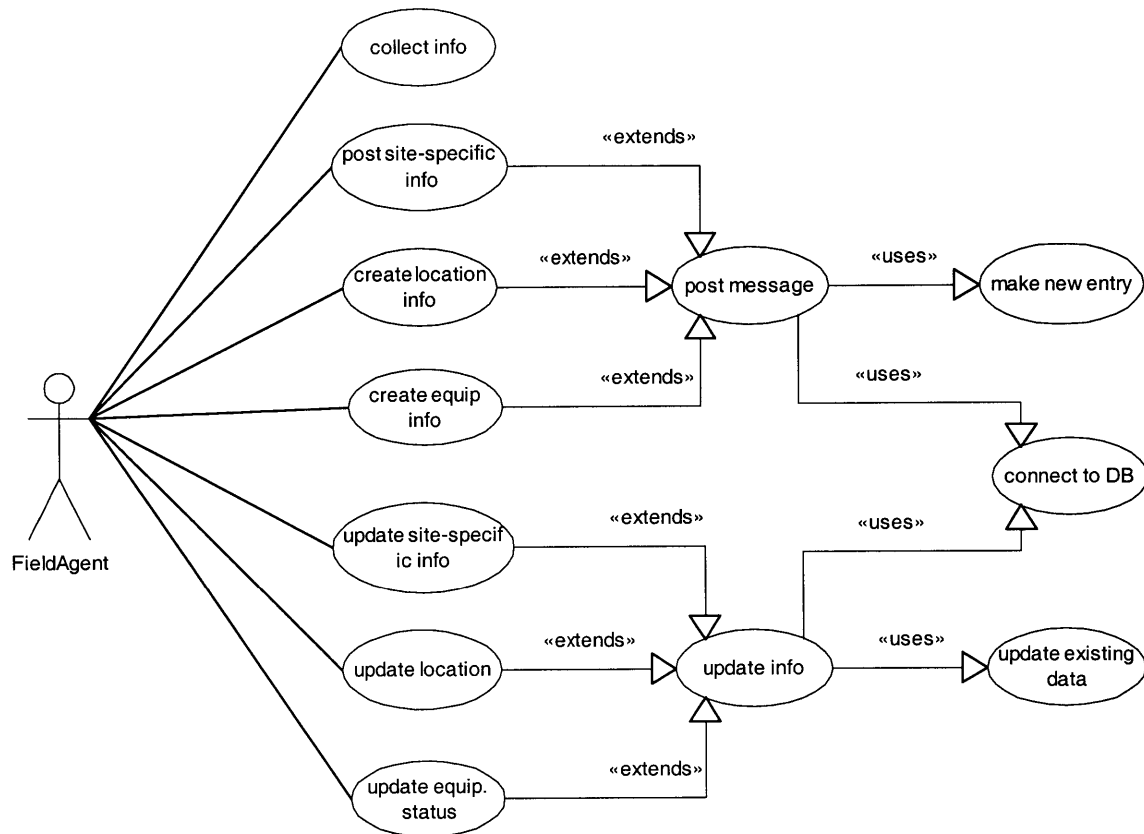 collect info
«extends»
post site-specific
info
«extends»
«uses»
create location
info
post message
make new entry
«extends»
«uses»
create equip
info
connect to DB
«extends»
«uses»
update site-specif
ic info
FieldAgent
«extends»
«uses»
update location
update info
update existing
data
«extends»
update equip.
status